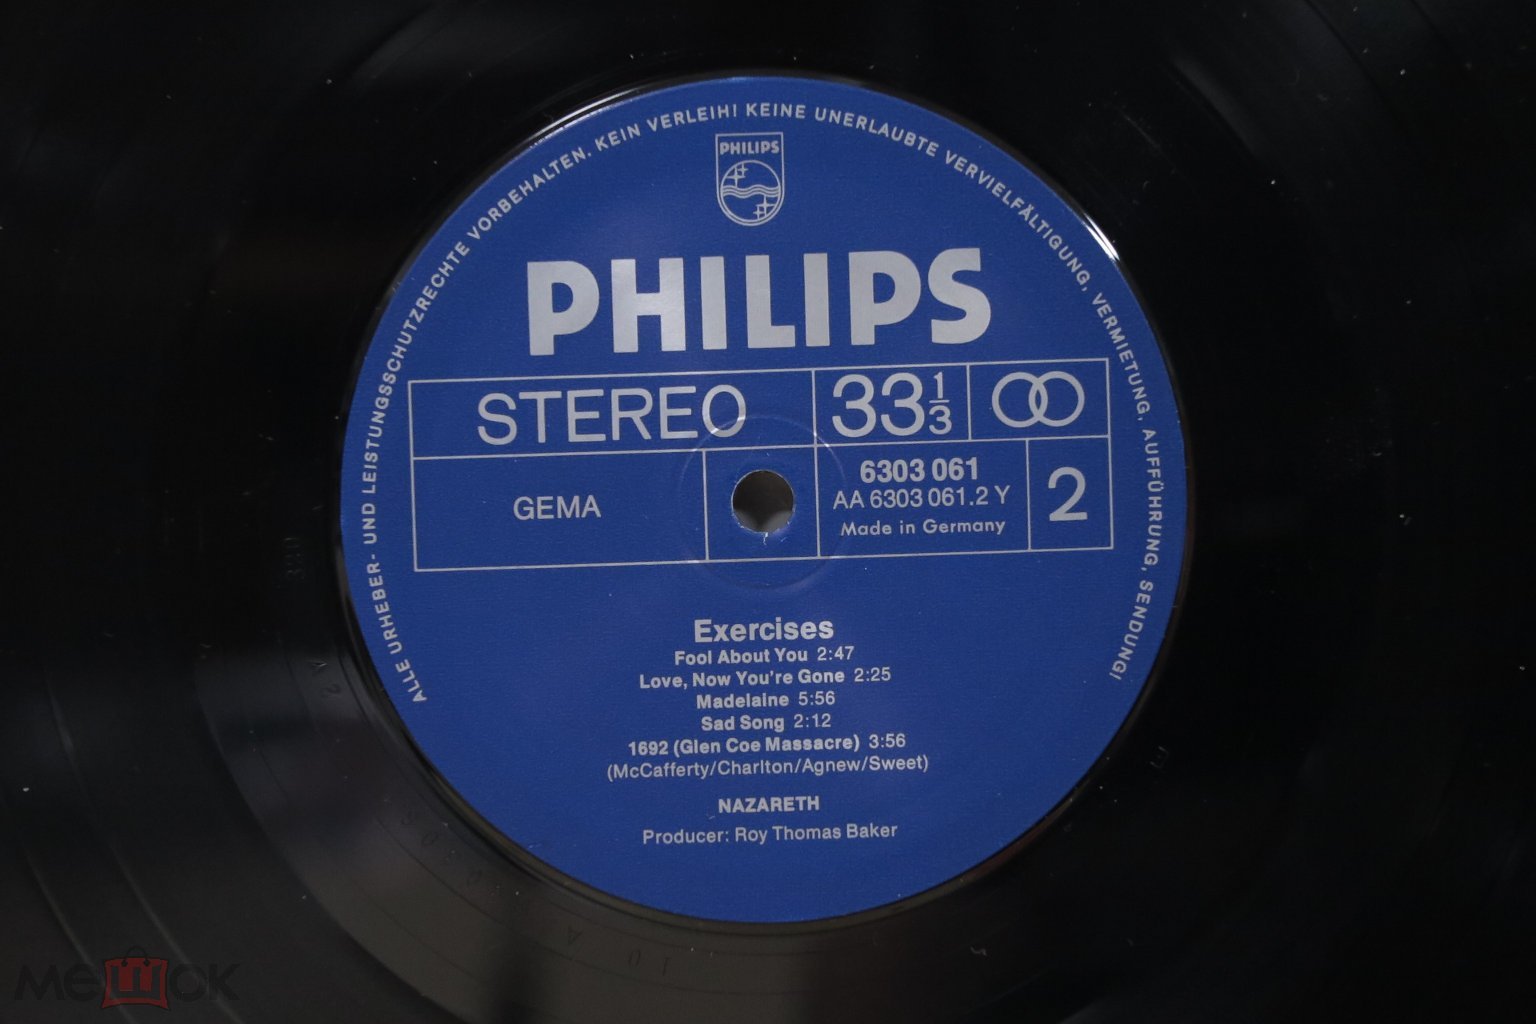 ALLE URHEBER- UND LEISTUNGSSCHUTZRECHTE VORBEHALTEN. KEIN VERLEIH! KEINE UNERLAUBTE VERVIELFÄLTIGUNG, VERMIETUNG, AUFFÜHRUNG, SENDUNG!
PHILIPS
PHILIPS
STEREO 33 1/3
GEMA
6303 061
AA 6303 061.2 Y
Made in Germany
2
Exercises
Fool About You 2:47
Love, Now You're Gone 2:25
Madelaine 5:56
Sad Song 2:12
1692 (Glen Coe Massacre) 3:56
(McCafferty/Charlton/Agnew/Sweet)
NAZARETH
Producer: Roy Thomas Baker
мешок